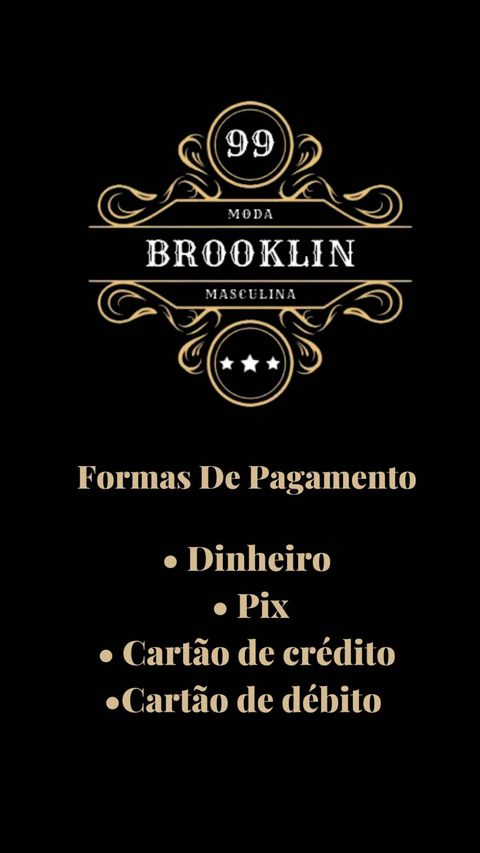 99
MODA
BROOKLIN
MASCULINA
Formas De Pagamento
• Dinheiro
• Pix
• Cartão de crédito
•Cartão de débito